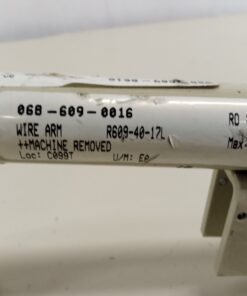 068-609-0016
WIRE ARM R609-40-17L
++MACHINE REMOVED
Loc: C099T U/M: EA
RO
Max